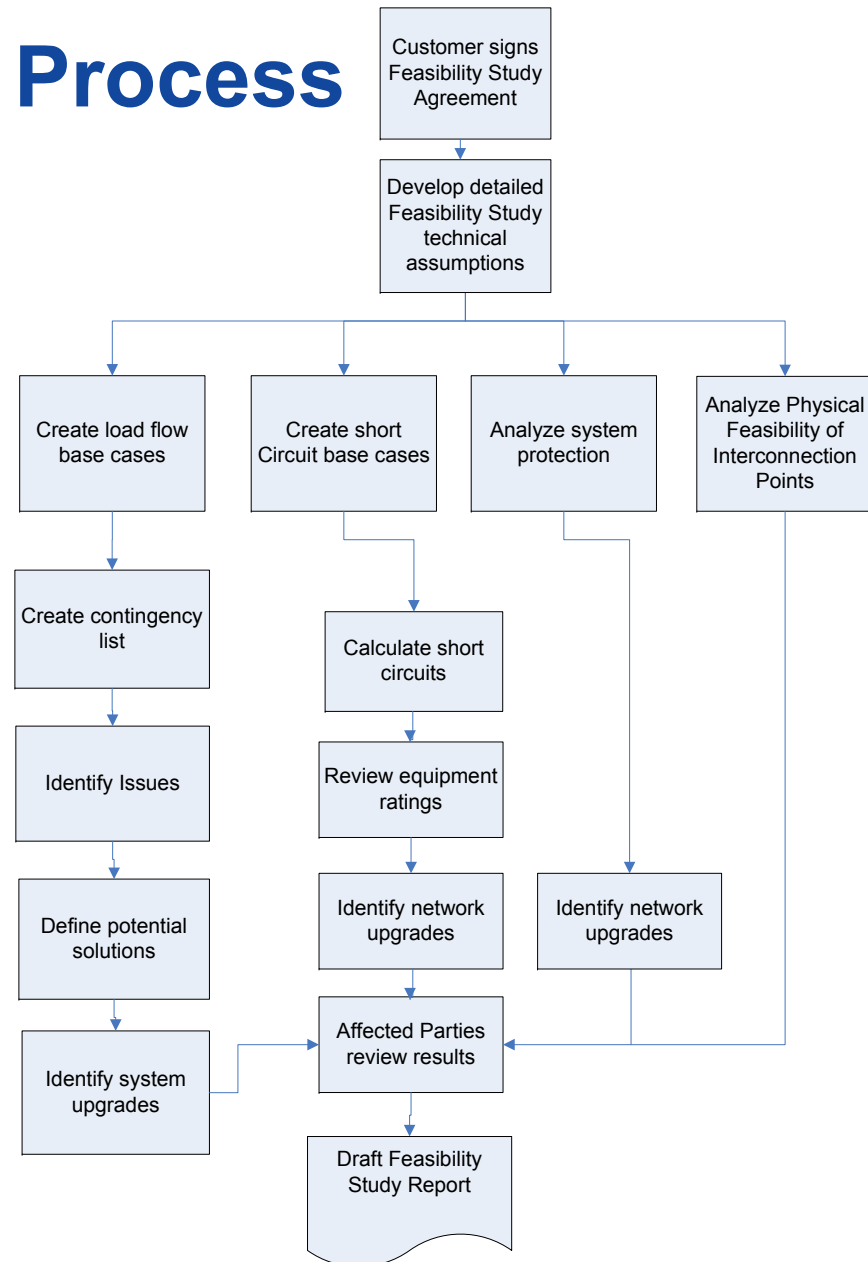 Process
Customer signs
Feasibility Study
Agreement
Develop detailed
Feasibility Study
technical
assumptions
Create load flow
base cases
Create short
Circuit base cases
Analyze system
protection
Analyze Physical
Feasibility of
Interconnection
Points
Create contingency
list
Calculate short
circuits
Identify Issues
Review equipment
ratings
Define potential
solutions
Identify network
upgrades
Identify network
upgrades
Identify system
upgrades
Affected Parties
review results
Draft Feasibility
Study Report